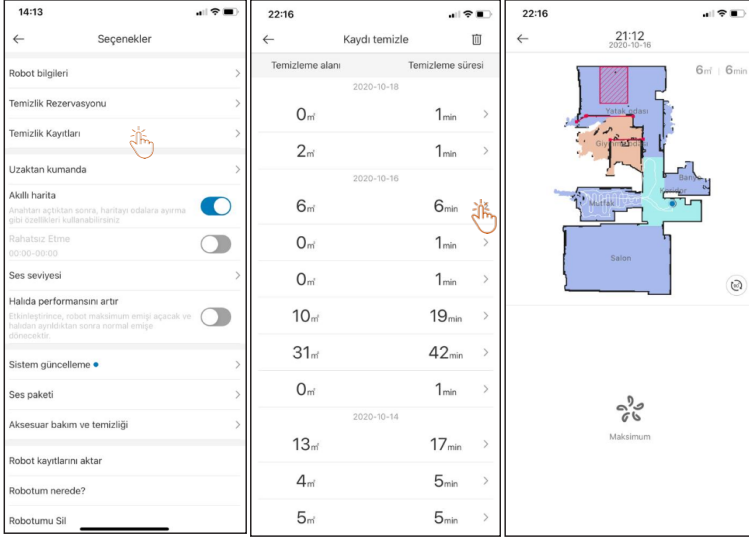 14:13
Seçenekler
Robot bilgileri
Temizlik Rezervasyonu
Temizlik Kayıtları
Uzaktan kumanda
Akıllı harita
Anahtarı açtıktan sonra, haritayı odalara ayırma
gibi özellikleri kullanabilirsiniz
Rahatsız Etme
00:00-09:00
Ses seviyesi
Halıda performansını artır
Etkinleştirince, robot maksimum emişi açacak ve
halıdan ayrıldıktan sonra normal emişe
dönecektir.
Sistem güncelleme
Ses paketi
Aksesuar bakım ve temizliği
Robot kayıtlarını aktar
Robotum nerede?
Robotumu Sil
22:16
Kaydı temizle
Temizleme alanı Temizleme süresi
2020-10-18
0㎡ 1min
2㎡ 1min
2020-10-16
6㎡ 6min
0㎡ 1min
0㎡ 1min
10㎡ 19min
31㎡ 42min
0㎡ 1min
2020-10-14
13㎡ 17min
4㎡ 5min
5㎡ 5min
22:16
21:12
2020-10-16
6㎡ | 6min
Yatak odası
Giyinme odası
Banyo
Koridor
Mutfak
Salon
Maksimum